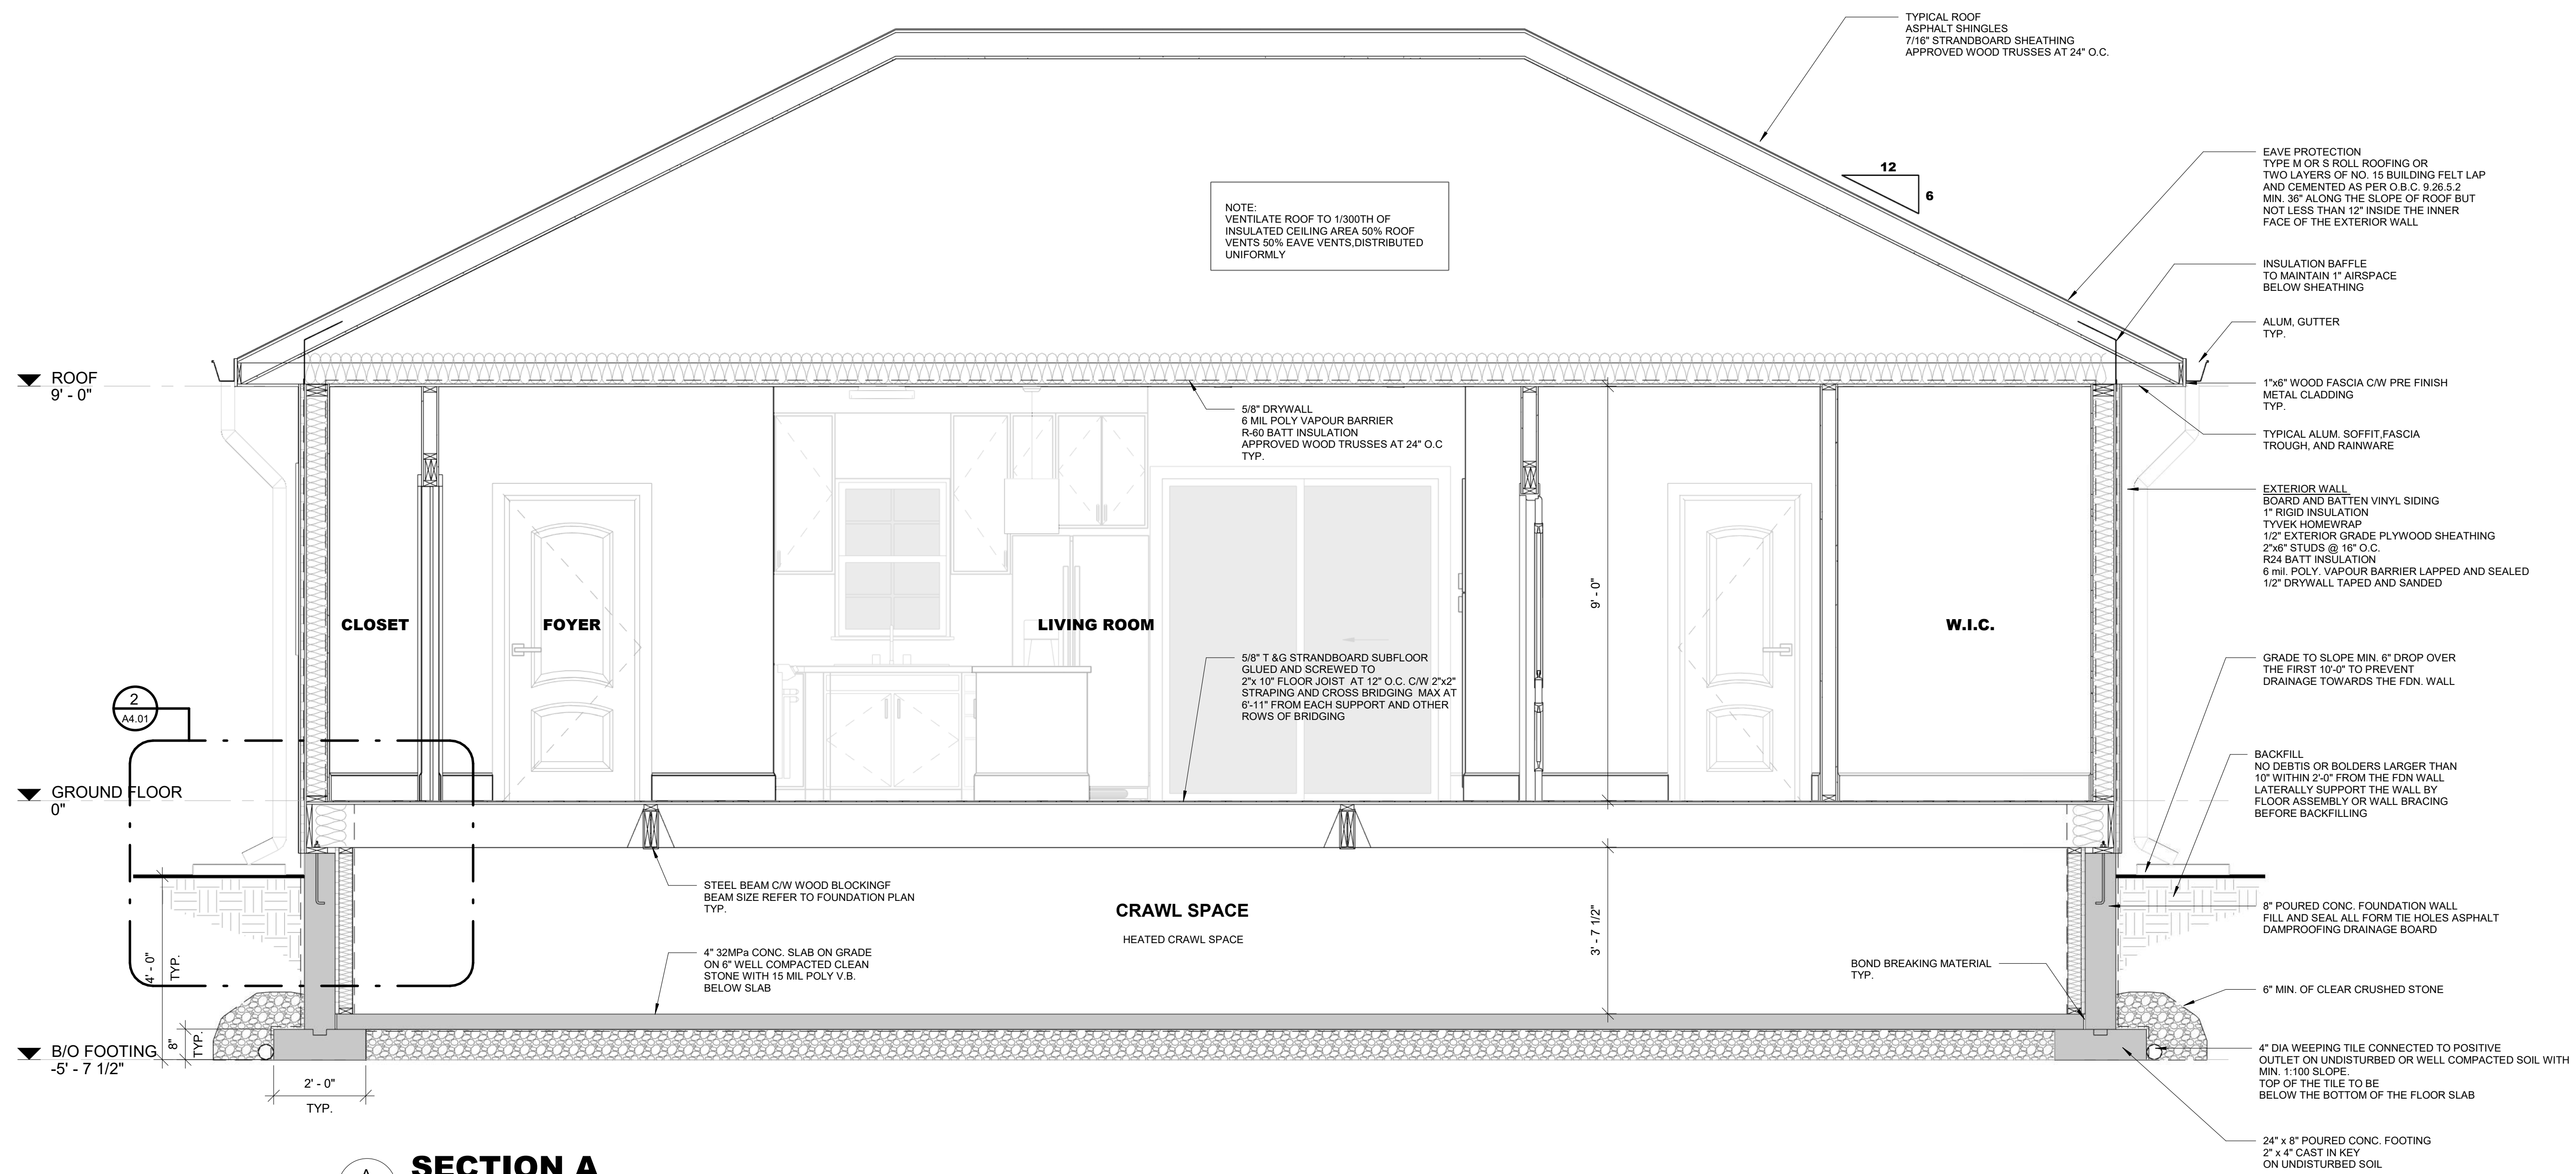 TYPICAL ROOF
ASPHALT SHINGLES
7/16" STRANDBOARD SHEATHING
APPROVED WOOD TRUSSES AT 24" O.C.
12
6
EAVE PROTECTION
TYPE M OR S ROLL ROOFING OR
TWO LAYERS OF NO. 15 BUILDING FELT LAP
AND CEMENTED AS PER O.B.C. 9.26.5.2
MIN. 36" ALONG THE SLOPE OF ROOF BUT
NOT LESS THAN 12" INSIDE THE INNER
FACE OF THE EXTERIOR WALL
NOTE:
VENTILATE ROOF TO 1/300TH OF
INSULATED CEILING AREA 50% ROOF
VENTS 50% EAVE VENTS,DISTRIBUTED
UNIFORMLY
INSULATION BAFFLE
TO MAINTAIN 1" AIRSPACE
BELOW SHEATHING
ALUM, GUTTER
TYP.
ROOF
9' - 0"
1"x6" WOOD FASCIA C/W PRE FINISH
METAL CLADDING
TYP.
5/8" DRYWALL
6 MIL POLY VAPOUR BARRIER
R-60 BATT INSULATION
APPROVED WOOD TRUSSES AT 24" O.C
TYP.
TYPICAL ALUM. SOFFIT,FASCIA
TROUGH, AND RAINWARE
EXTERIOR WALL
BOARD AND BATTEN VINYL SIDING
1" RIGID INSULATION
TYVEK HOMEWRAP
1/2" EXTERIOR GRADE PLYWOOD SHEATHING
2"x6" STUDS @ 16" O.C.
R24 BATT INSULATION
6 mil. POLY. VAPOUR BARRIER LAPPED AND SEALED
1/2" DRYWALL TAPED AND SANDED
9' - 0"
CLOSET
FOYER
LIVING ROOM
W.I.C.
5/8" T &G STRANDBOARD SUBFLOOR
GLUED AND SCREWED TO
2"x 10" FLOOR JOIST  AT 12" O.C. C/W 2"x2"
STRAPING AND CROSS BRIDGING  MAX AT
6'-11" FROM EACH SUPPORT AND OTHER
ROWS OF BRIDGING
GRADE TO SLOPE MIN. 6" DROP OVER
THE FIRST 10'-0" TO PREVENT
DRAINAGE TOWARDS THE FDN. WALL
2
A4.01
BACKFILL
NO DEBTIS OR BOLDERS LARGER THAN
10" WITHIN 2'-0" FROM THE FDN WALL
LATERALLY SUPPORT THE WALL BY
FLOOR ASSEMBLY OR WALL BRACING
BEFORE BACKFILLING
GROUND FLOOR
0"
STEEL BEAM C/W WOOD BLOCKINGF
BEAM SIZE REFER TO FOUNDATION PLAN
TYP.
CRAWL SPACE
HEATED CRAWL SPACE
3' - 7 1/2"
8" POURED CONC. FOUNDATION WALL
FILL AND SEAL ALL FORM TIE HOLES ASPHALT
DAMPROOFING DRAINAGE BOARD
4" 32MPa CONC. SLAB ON GRADE
ON 6" WELL COMPACTED CLEAN
STONE WITH 15 MIL POLY V.B.
BELOW SLAB
BOND BREAKING MATERIAL
TYP.
4' - 0"
TYP.
6" MIN. OF CLEAR CRUSHED STONE
8"
TYP.
B/O FOOTING
-5' - 7 1/2"
4" DIA WEEPING TILE CONNECTED TO POSITIVE
OUTLET ON UNDISTURBED OR WELL COMPACTED SOIL WITH
MIN. 1:100 SLOPE.
TOP OF THE TILE TO BE
BELOW THE BOTTOM OF THE FLOOR SLAB
2' - 0"
TYP.
24" x 8" POURED CONC. FOOTING
2" x 4" CAST IN KEY
ON UNDISTURBED SOIL
A
SECTION A